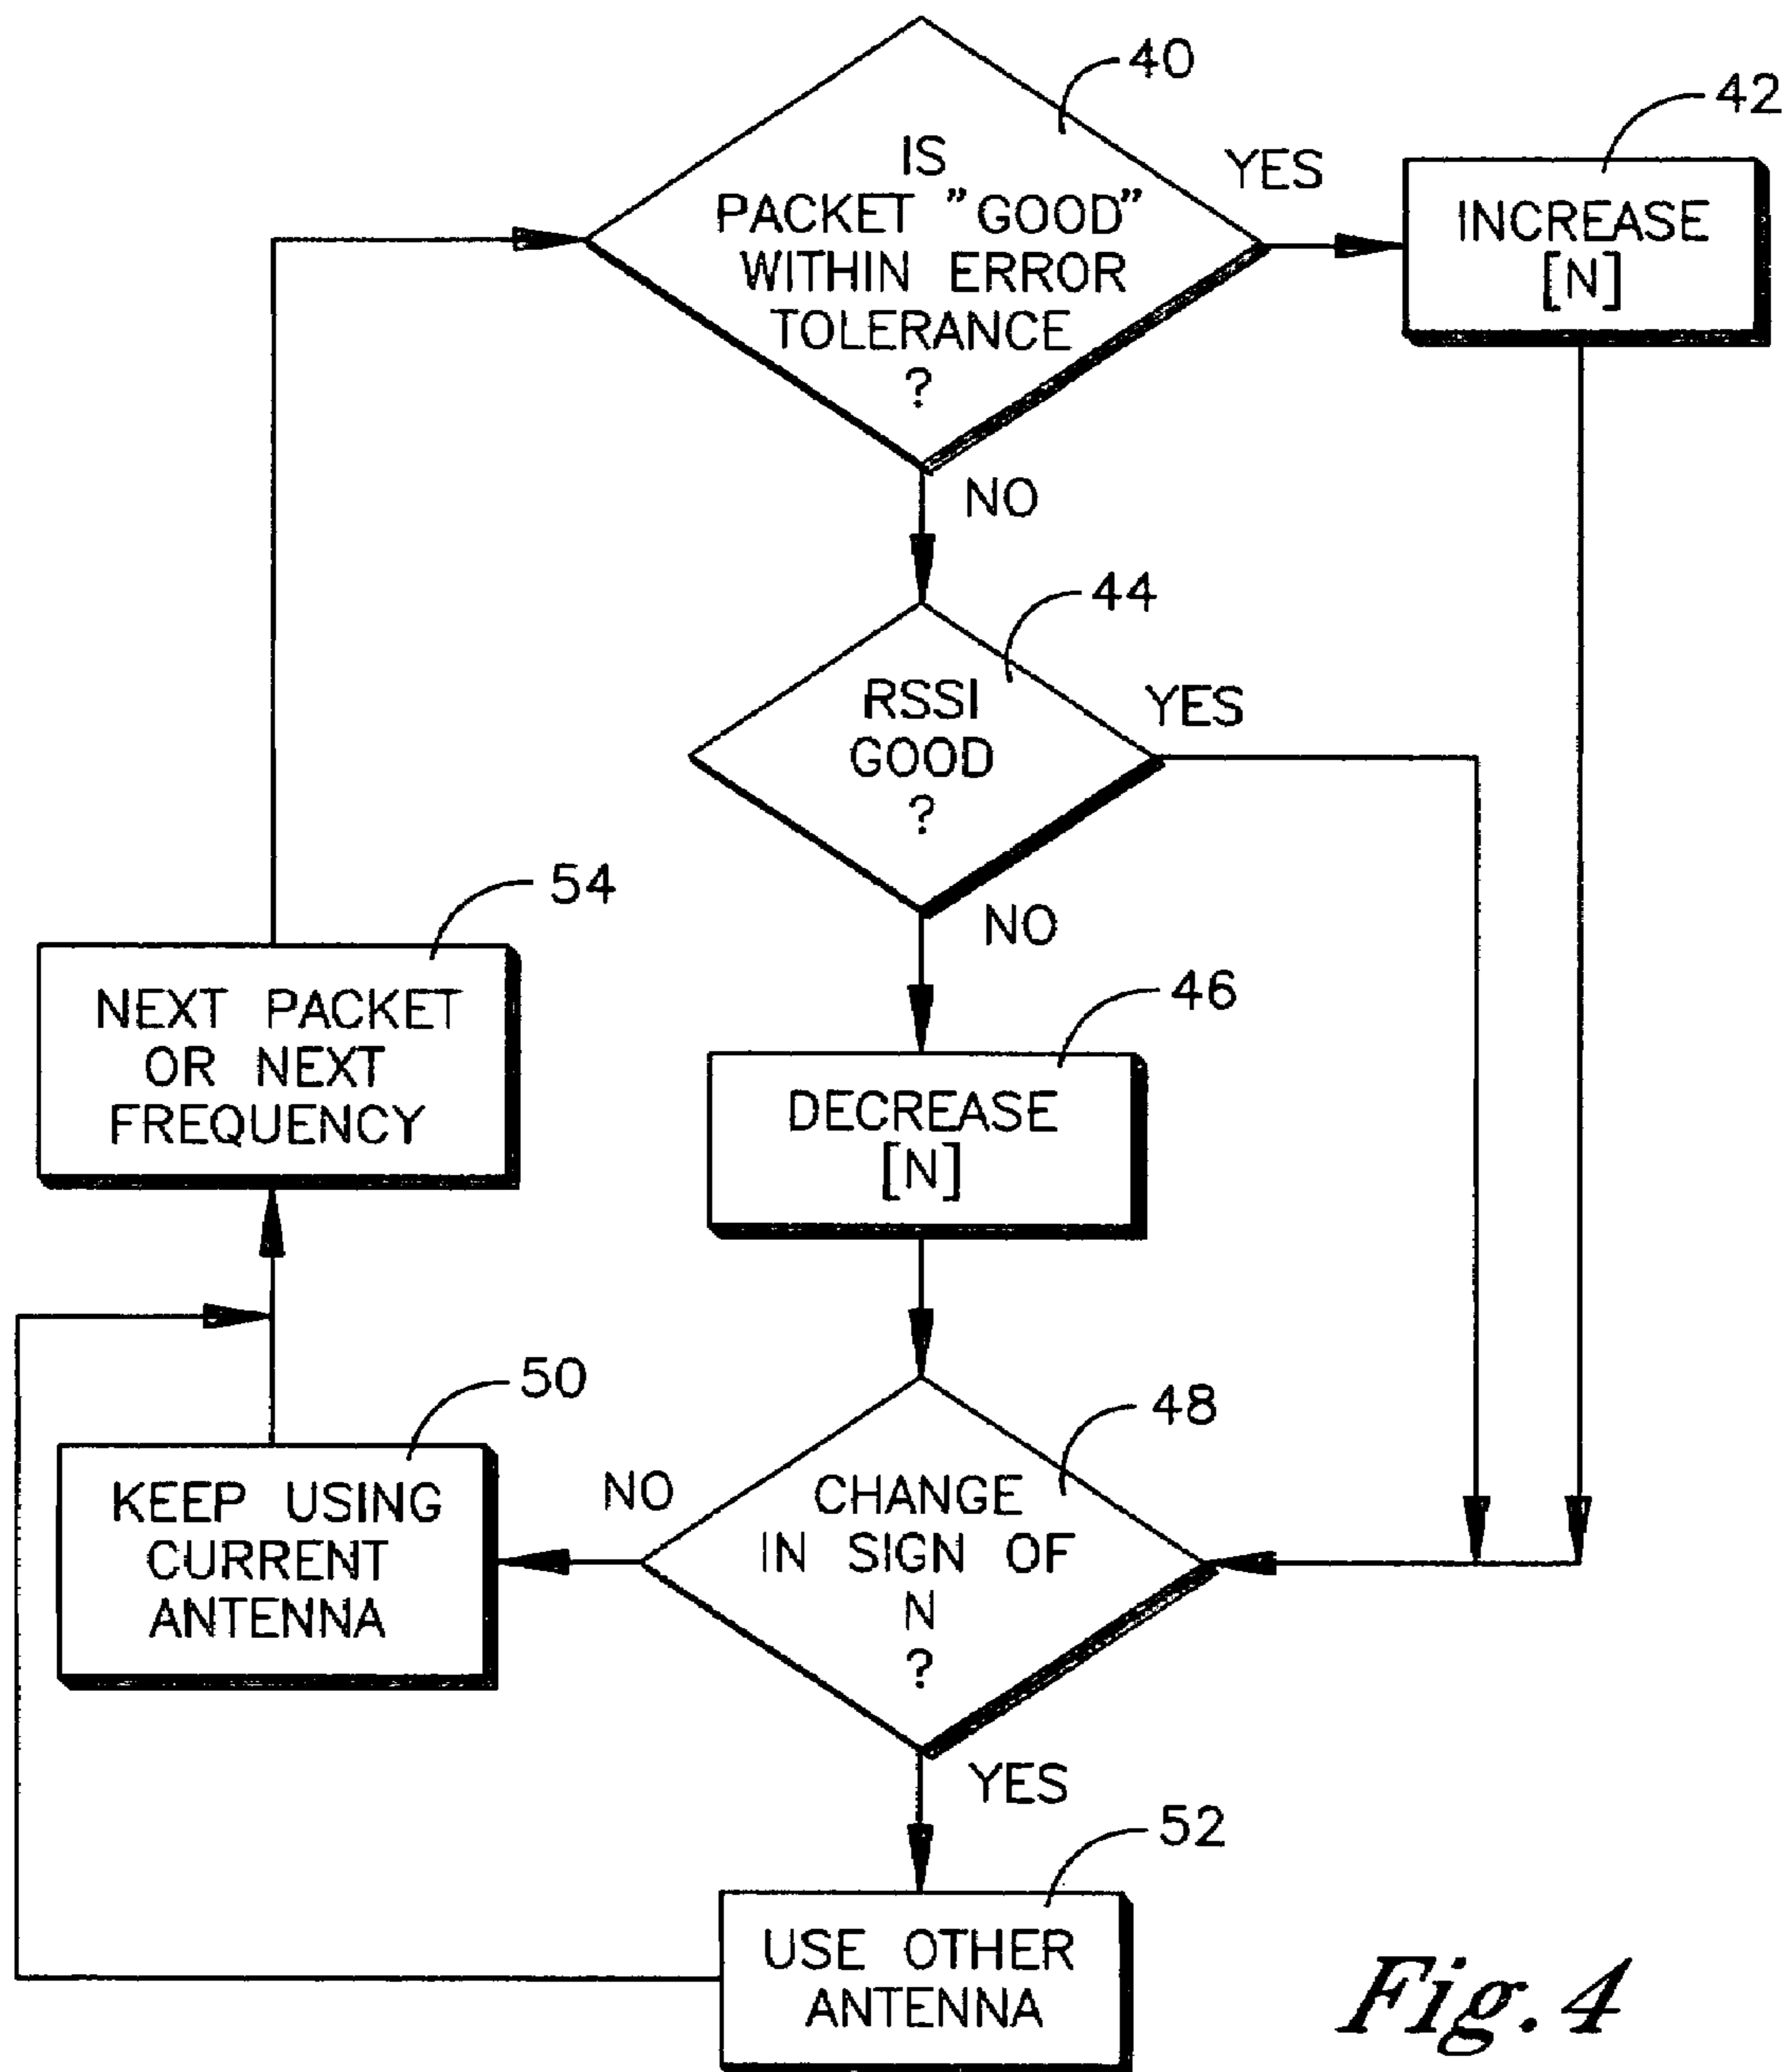 40
IS
PACKET "GOOD"
WITHIN ERROR
TOLERANCE
?
YES
42
INCREASE
[N]
NO
44
RSSI
GOOD
?
YES
NO
54
NEXT PACKET
OR NEXT
FREQUENCY
46
DECREASE
[N]
50
KEEP USING
CURRENT
ANTENNA
NO
48
CHANGE
IN SIGN OF
N
?
YES
52
USE OTHER
ANTENNA
Fig. 4